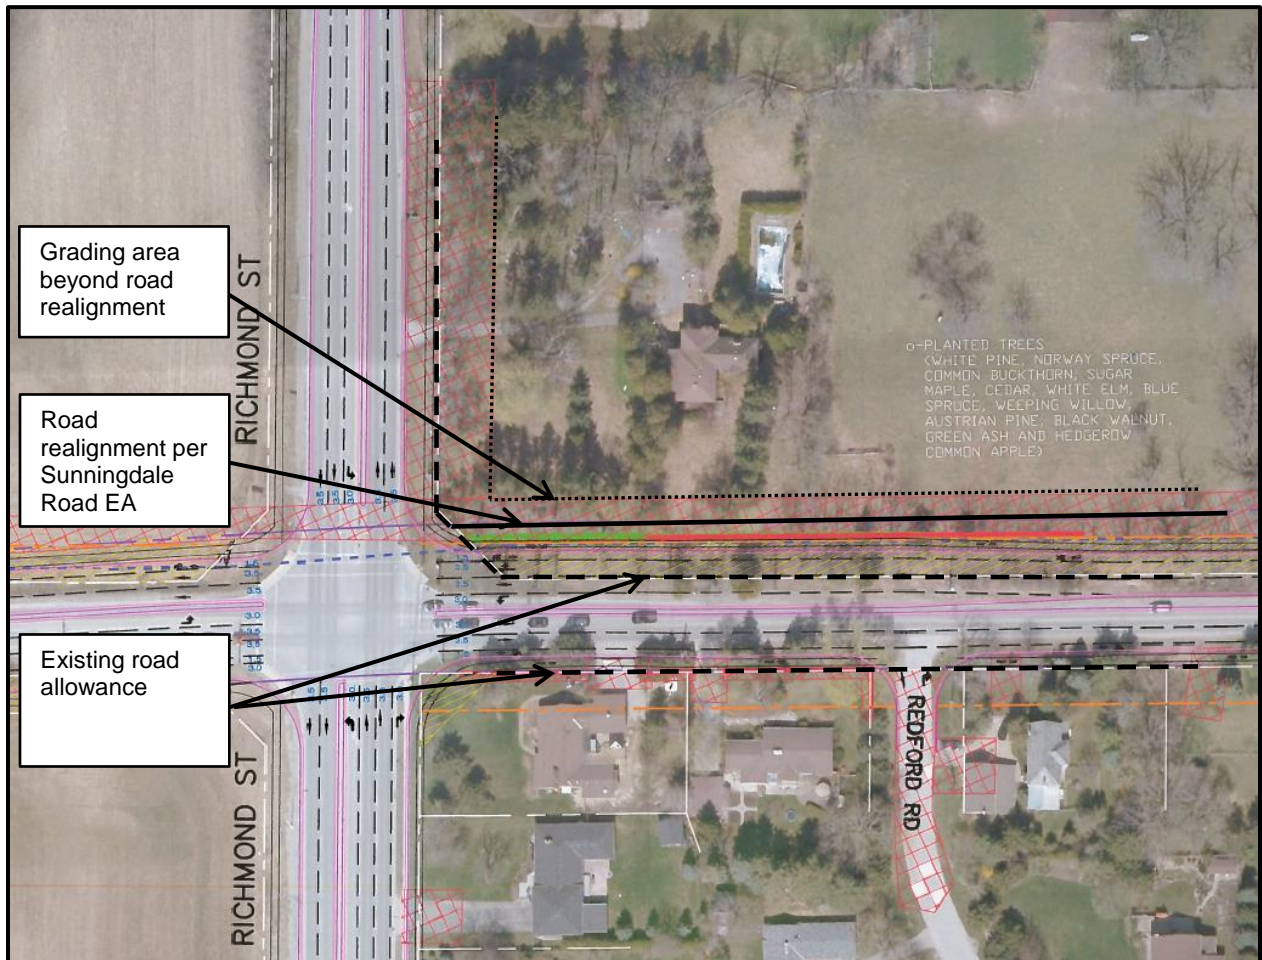 Grading area
beyond road
realignment
RICHMOND ST
Road
realignment per
Sunningdale
Road EA
o-PLANTED TREES
(WHITE PINE, NORWAY SPRUCE,
COMMON BUCKTHORN, SUGAR
MAPLE, CEDAR, WHITE ELM, BLUE
SPRUCE, WEEPING WILLOW,
AUSTRIAN PINE, BLACK WALNUT,
GREEN ASH AND HEDGEROW
COMMON APPLE)
Existing road
allowance
RICHMOND ST
REDFORD RD